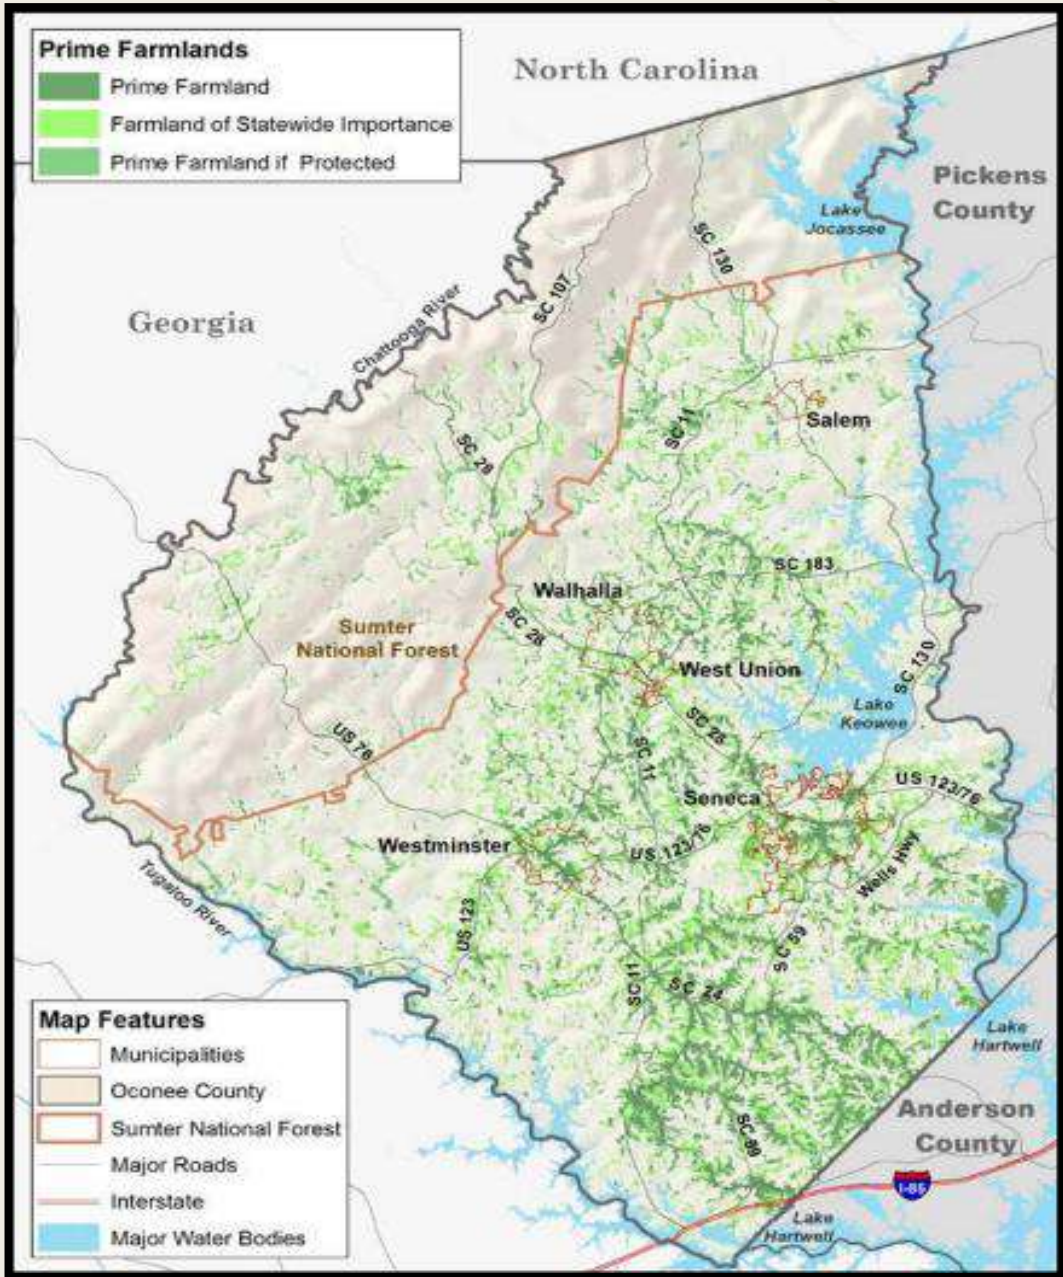 Prime Farmlands
Prime Farmland
Farmland of Statewide Importance
Prime Farmland if Protected
North Carolina
Pickens
County
Lake
Jocassee
SC 130
SC 107
Georgia
Chattooga River
SC 11
Salem
SC 28
SC 183
Walhalla
SC 28
Sumter
National Forest
West Union
SC 130
Lake
Keowee
SC 28
US 76
SC 11
Seneca
US 123/76
Westminster
US 123/76
Wells Hwy
Tugaloo River
US 123
SC 59
SC 11
SC 24
Lake
Hartwell
Anderson
County
SC 89
I-85
Lake
Hartwell
Map Features
Municipalities
Oconee County
Sumter National Forest
Major Roads
Interstate
Major Water Bodies